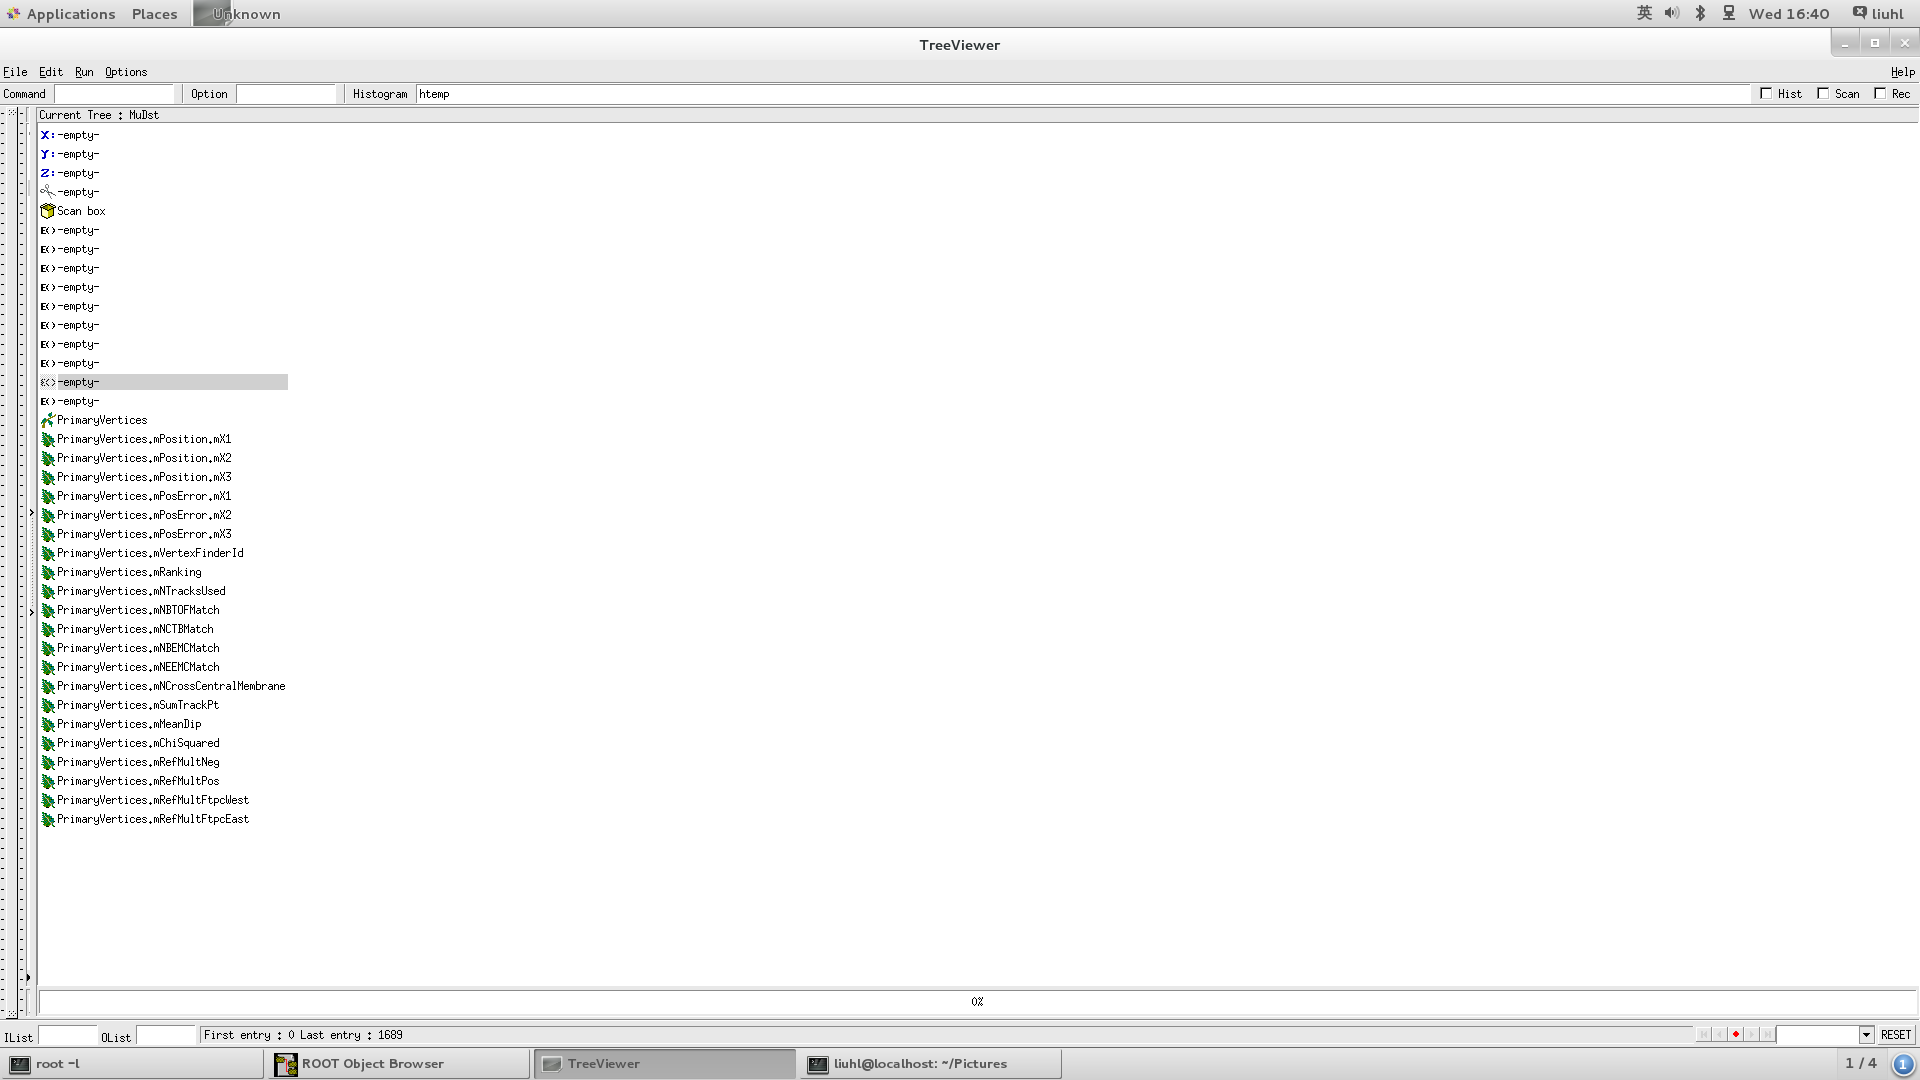 Applications Places Unknown 英 Wed 16:40 liuhl
TreeViewer
File Edit Run Options Help
Command Option Histogram htemp Hist Scan Rec
Current Tree : MuDst
X: -empty-
Y: -empty-
Z: -empty-
-empty-
Scan box
E() -empty-
E() -empty-
E() -empty-
E() -empty-
E() -empty-
E() -empty-
E() -empty-
E() -empty-
E() -empty-
E() -empty-
PrimaryVertices
PrimaryVertices.mPosition.mX1
PrimaryVertices.mPosition.mX2
PrimaryVertices.mPosition.mX3
PrimaryVertices.mPosError.mX1
PrimaryVertices.mPosError.mX2
PrimaryVertices.mPosError.mX3
PrimaryVertices.mVertexFinderId
PrimaryVertices.mRanking
PrimaryVertices.mNTracksUsed
PrimaryVertices.mNBTOFMatch
PrimaryVertices.mNCTBMatch
PrimaryVertices.mNBEMCMatch
PrimaryVertices.mNEEMCMatch
PrimaryVertices.mNCrossCentralMembrane
PrimaryVertices.mSumTrackPt
PrimaryVertices.mMeanDip
PrimaryVertices.mChiSquared
PrimaryVertices.mRefMultNeg
PrimaryVertices.mRefMultPos
PrimaryVertices.mRefMultFtpcWest
PrimaryVertices.mRefMultFtpcEast
0%
IList OList First entry : 0 Last entry : 1689 RESET
root -l ROOT Object Browser TreeViewer liuhl@localhost: ~/Pictures 1 / 4 1